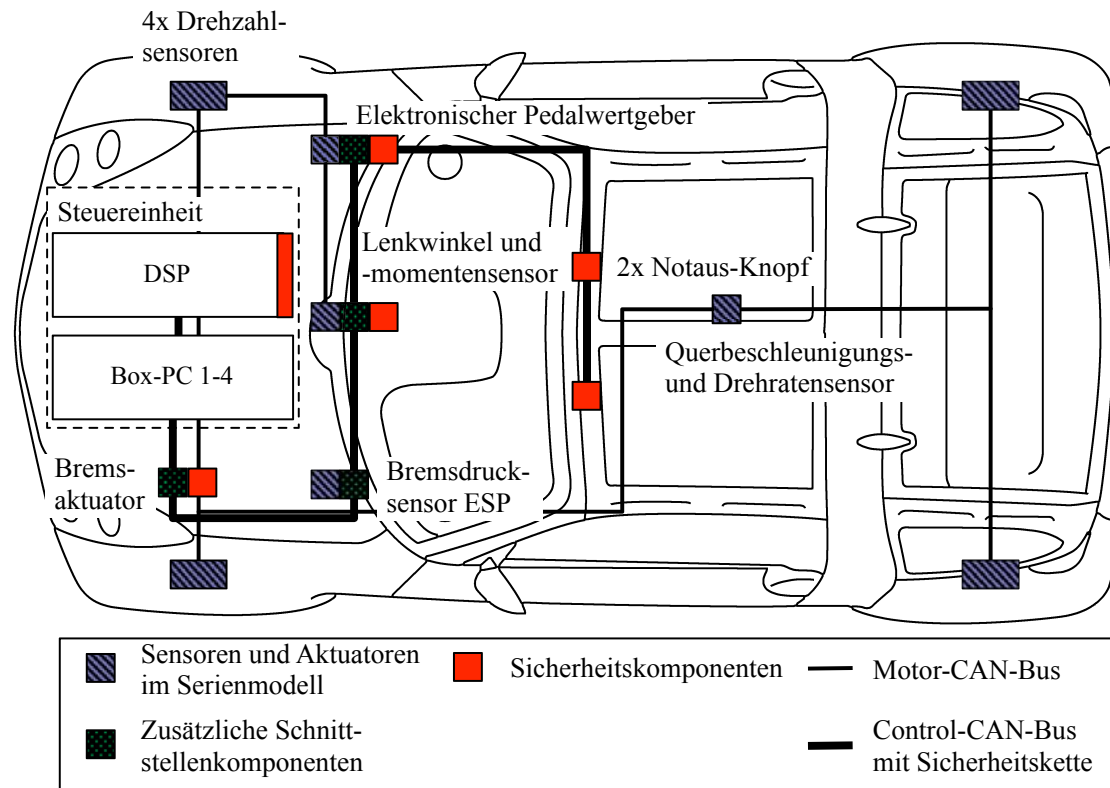 4x Drehzahl-
sensoren
Elektronischer Pedalwertgeber
Steuereinheit
DSP
Box-PC 1-4
Lenkwinkel und
-momentensensor
2x Notaus-Knopf
Querbeschleunigungs-
und Drehratensensor
Brems-
aktuator
Bremsdruck-
sensor ESP
Sensoren und Aktuatoren
im Serienmodell
Zusätzliche Schnitt-
stellenkomponenten
Sicherheitskomponenten
Motor-CAN-Bus
Control-CAN-Bus
mit Sicherheitskette